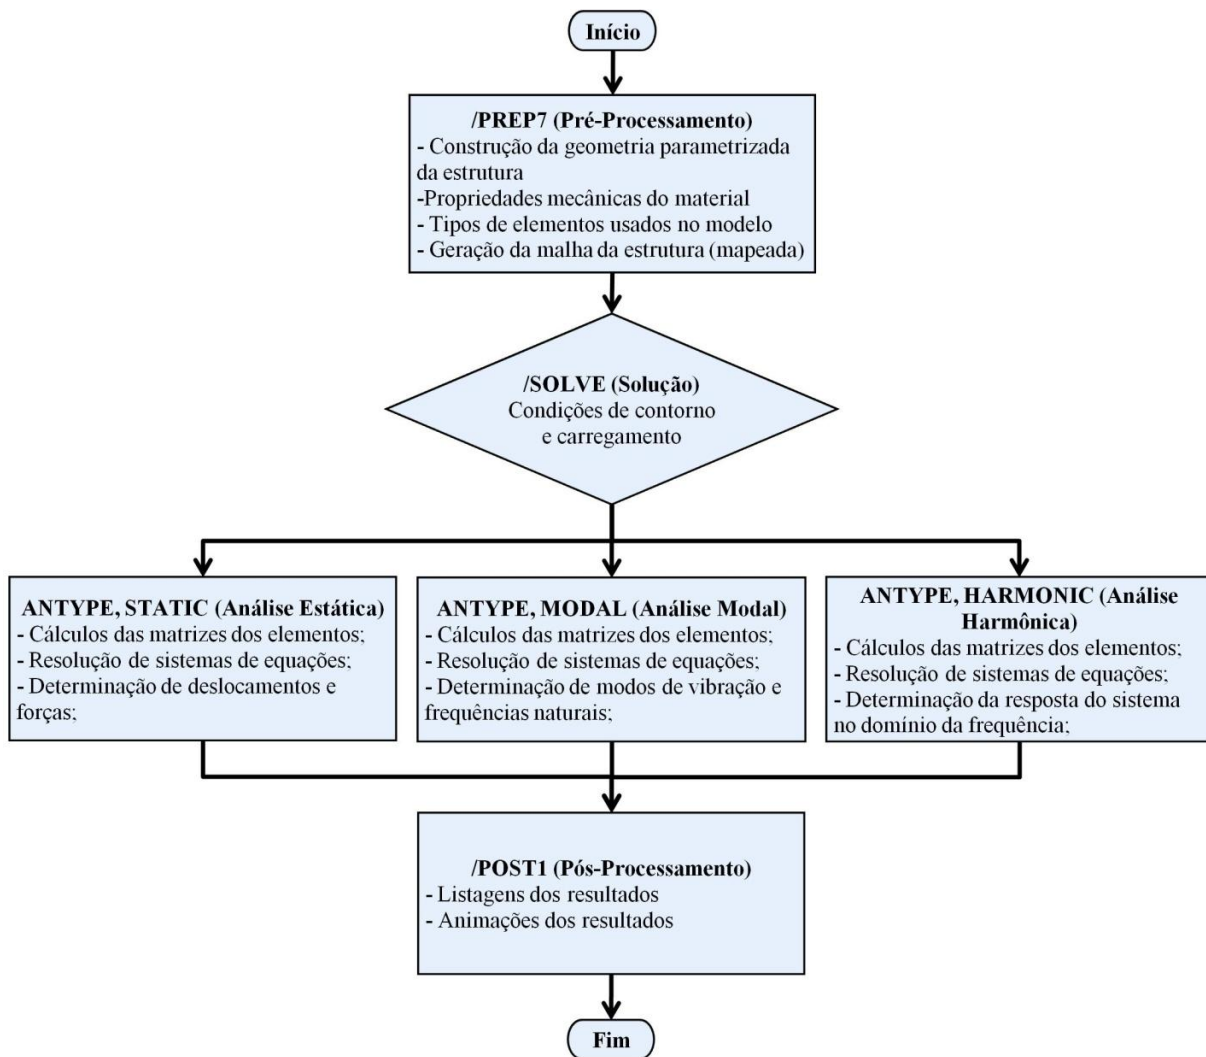 Início
/PREP7 (Pré-Processamento)
- Construção da geometria parametrizada
da estrutura
-Propriedades mecânicas do material
- Tipos de elementos usados no modelo
- Geração da malha da estrutura (mapeada)
/SOLVE (Solução)
Condições de contorno
e carregamento
ANTYPE, STATIC (Análise Estática)
- Cálculos das matrizes dos elementos;
- Resolução de sistemas de equações;
- Determinação de deslocamentos e
forças;
ANTYPE, MODAL (Análise Modal)
- Cálculos das matrizes dos elementos;
- Resolução de sistemas de equações;
- Determinação de modos de vibração e
frequências naturais;
ANTYPE, HARMONIC (Análise
Harmônica)
- Cálculos das matrizes dos elementos;
- Resolução de sistemas de equações;
- Determinação da resposta do sistema
no domínio da frequência;
/POST1 (Pós-Processamento)
- Listagens dos resultados
- Animações dos resultados
Fim